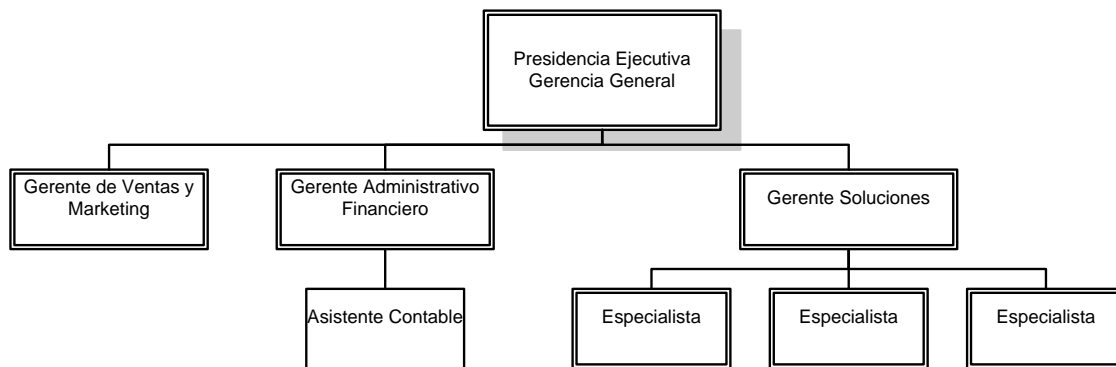 Presidencia Ejecutiva
Gerencia General
Gerente de Ventas y
Marketing
Gerente Administrativo
Financiero
Gerente Soluciones
Asistente Contable
Especialista
Especialista
Especialista